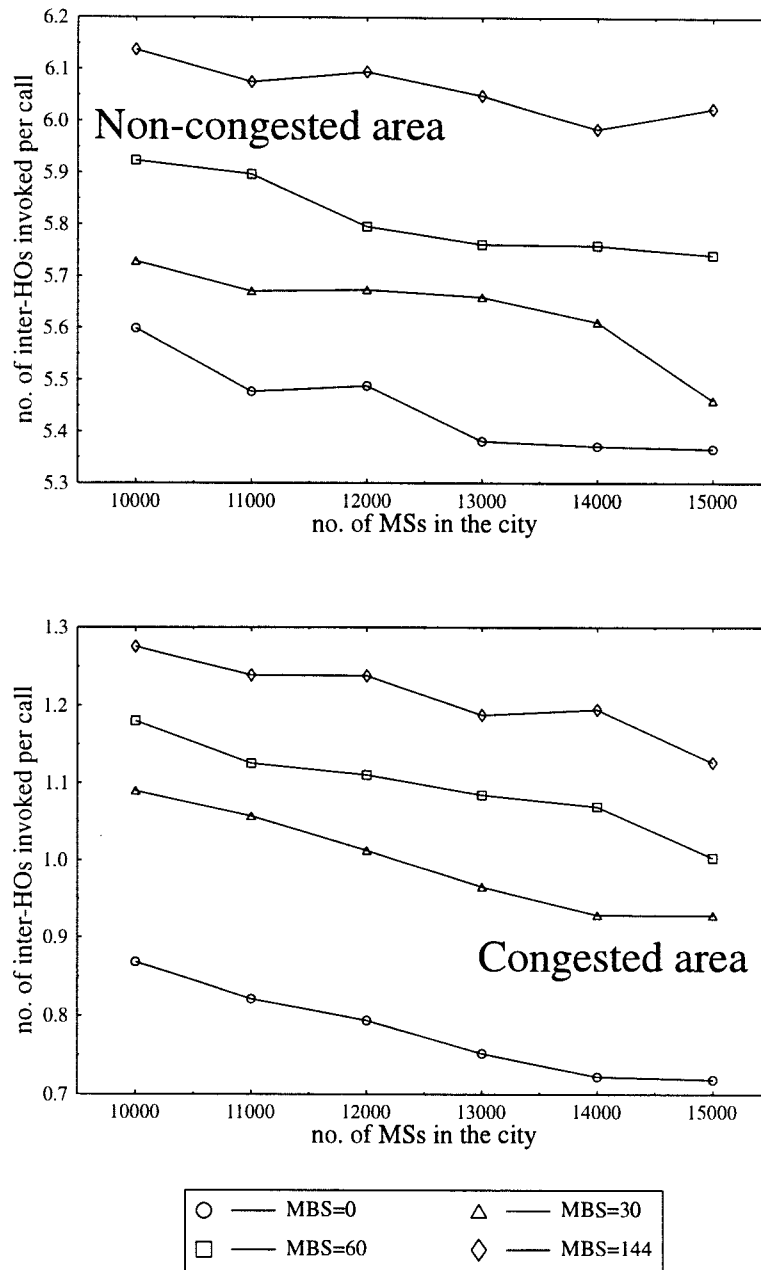 6.2
6.1
6.0
5.9
5.8
5.7
5.6
5.5
5.4
5.3
no. of inter-HOs invoked per call
Non-congested area
10000 11000 12000 13000 14000 15000
no. of MSs in the city
1.3
1.2
1.1
1.0
0.9
0.8
0.7
no. of inter-HOs invoked per call
Congested area
10000 11000 12000 13000 14000 15000
no. of MSs in the city
MBS=0 MBS=30
MBS=60 MBS=144